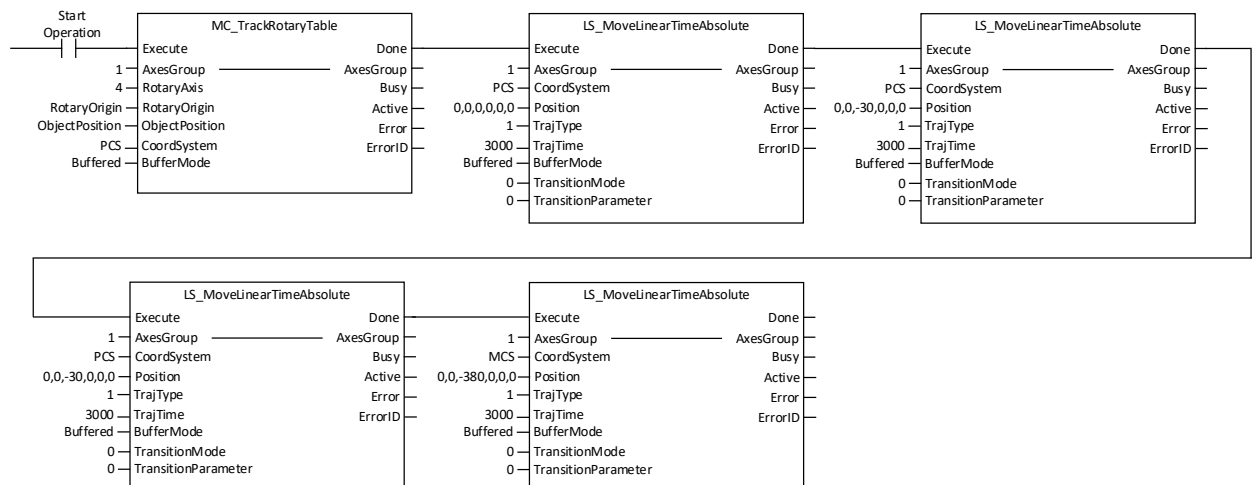 Start
Operation
MC_TrackRotaryTable
Execute Done
1 AxesGroup AxesGroup
4 RotaryAxis Busy
RotaryOrigin RotaryOrigin Active
ObjectPosition ObjectPosition Error
PCS CoordSystem ErrorID
Buffered BufferMode
LS_MoveLinearTimeAbsolute
Execute Done
1 AxesGroup AxesGroup
PCS CoordSystem Busy
0,0,0,0,0,0 Position Active
1 TrajType Error
3000 TrajTime ErrorID
Buffered BufferMode
0 TransitionMode
0 TransitionParameter
LS_MoveLinearTimeAbsolute
Execute Done
1 AxesGroup AxesGroup
PCS CoordSystem Busy
0,0,-30,0,0,0 Position Active
1 TrajType Error
3000 TrajTime ErrorID
Buffered BufferMode
0 TransitionMode
0 TransitionParameter
LS_MoveLinearTimeAbsolute
Execute Done
1 AxesGroup AxesGroup
PCS CoordSystem Busy
0,0,-30,0,0,0 Position Active
1 TrajType Error
3000 TrajTime ErrorID
Buffered BufferMode
0 TransitionMode
0 TransitionParameter
LS_MoveLinearTimeAbsolute
Execute Done
1 AxesGroup AxesGroup
MCS CoordSystem Busy
0,0,-380,0,0,0 Position Active
1 TrajType Error
3000 TrajTime ErrorID
Buffered BufferMode
0 TransitionMode
0 TransitionParameter